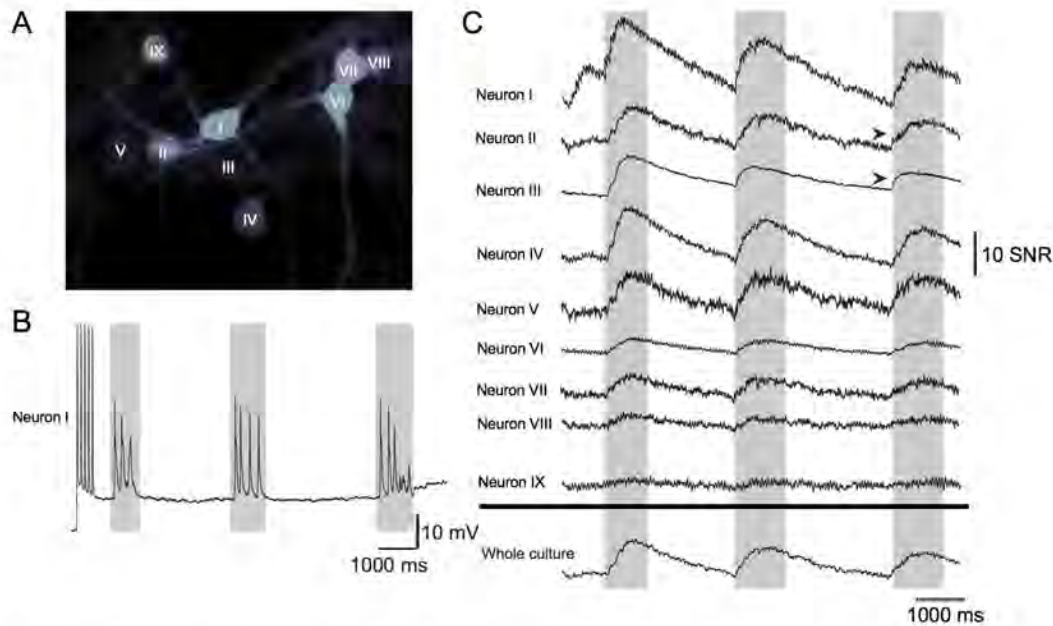 A
IX
VII
VIII
VI
I
V
II
III
IV
B
Neuron I
10 mV
1000 ms
C
Neuron I
Neuron II
Neuron III
Neuron IV
10 SNR
Neuron V
Neuron VI
Neuron VII
Neuron VIII
Neuron IX
Whole culture
1000 ms